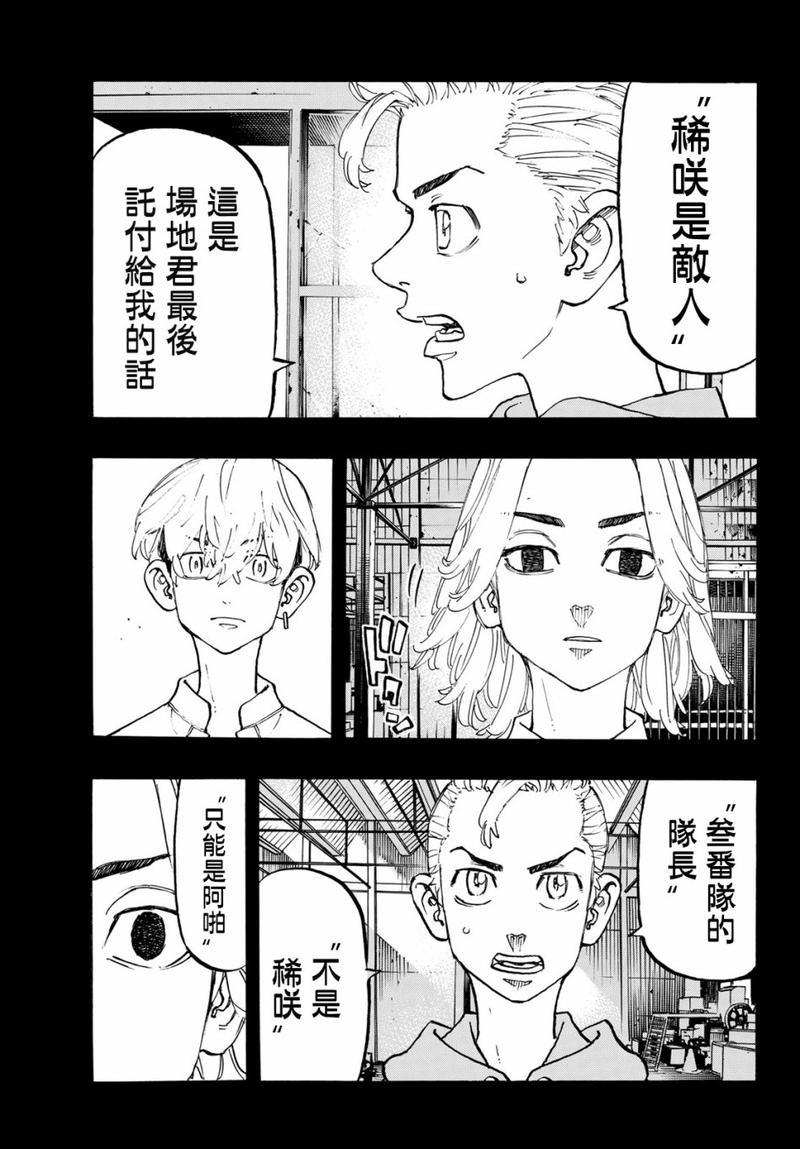 “稀咲是敵人“
這是
場地君最後
託付給我的話
ドクン
“叁番隊的
隊長“
“不是
稀咲“
“只能是阿啪“